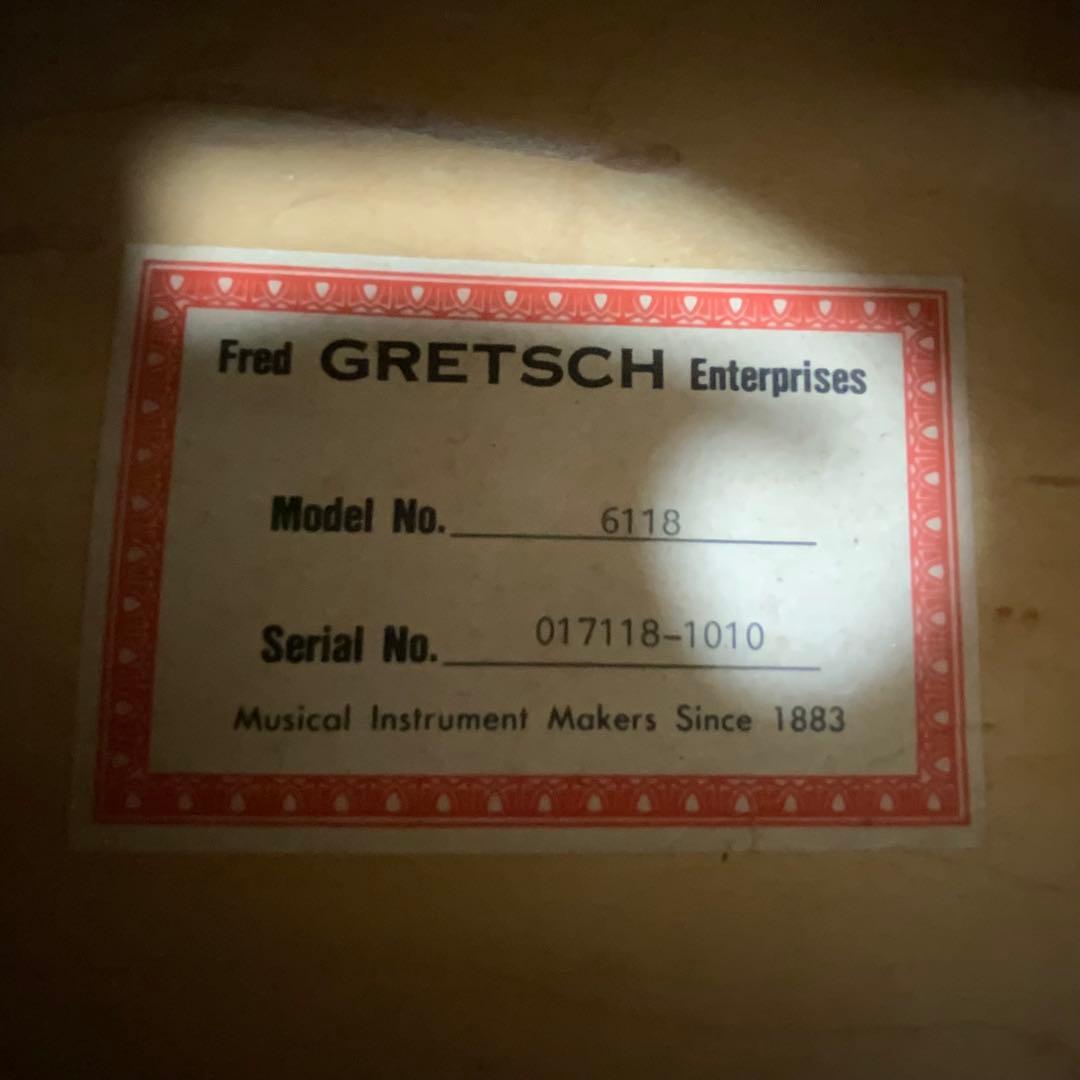 Fred GRETSCH Enterprises
Model No. 6118
Serial No. 017118-1010
Musical Instrument Makers Since 1883